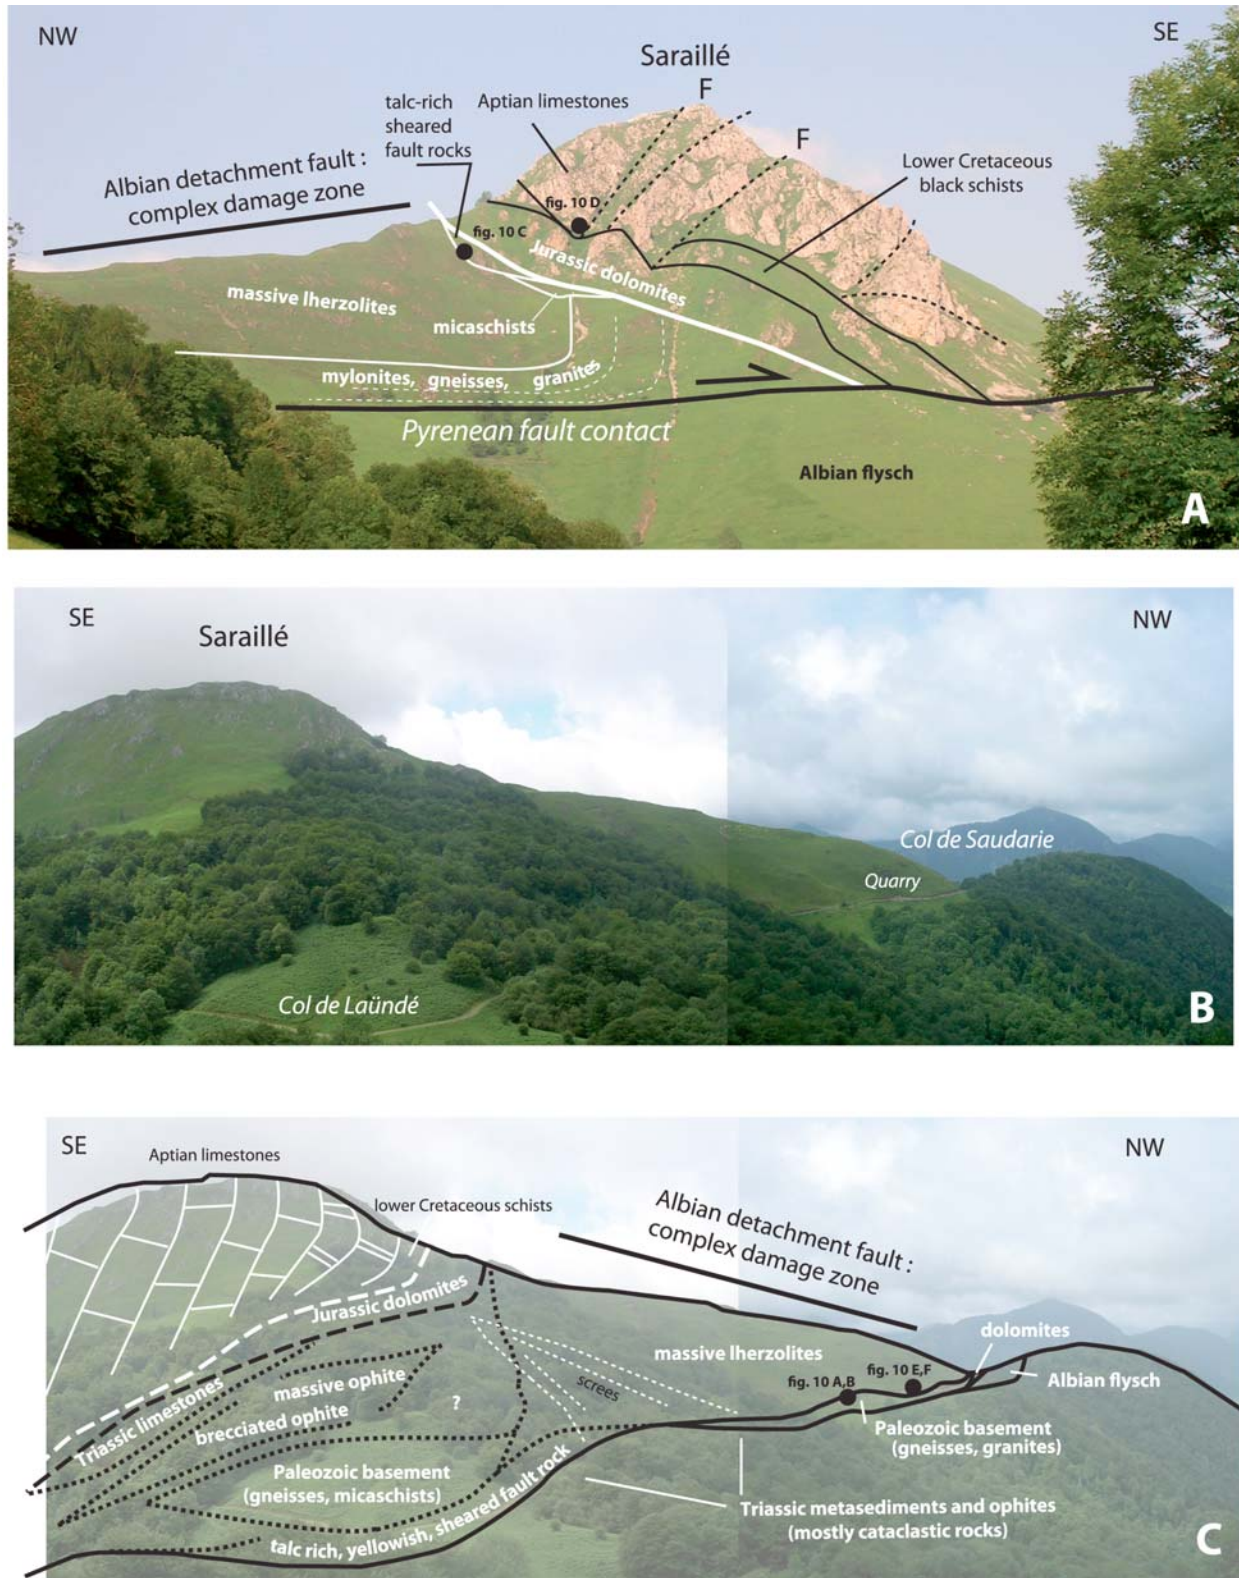 NW
SE
Saraillé
F
talc-rich
sheared
fault rocks
Aptian limestones
F
Albian detachment fault :
complex damage zone
Lower Cretaceous
black schists
fig. 10 D
fig. 10 C
Jurassic dolomites
massive lherzolites
micaschists
mylonites, gneisses, granites
Pyrenean fault contact
Albian flysch
A
SE
NW
Saraillé
Col de Saudarie
Quarry
Col de Laündé
B
SE
NW
Aptian limestones
lower Cretaceous schists
Albian detachment fault :
complex damage zone
Jurassic dolomites
dolomites
massive lherzolites
Triassic limestones
massive ophite
screes
fig. 10 A,B
fig. 10 E,F
Albian flysch
?
brecciated ophite
Paleozoic basement
(gneisses, granites)
Paleozoic basement
(gneisses, micaschists)
talc rich, yellowish, sheared fault rock
Triassic metasediments and ophites
(mostly cataclastic rocks)
C